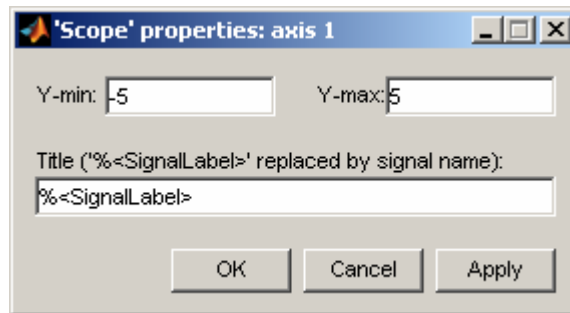 'Scope' properties: axis 1
Y-min: -5 Y-max: 5
Title ('%<SignalLabel>' replaced by signal name):
%<SignalLabel>
OK Cancel Apply